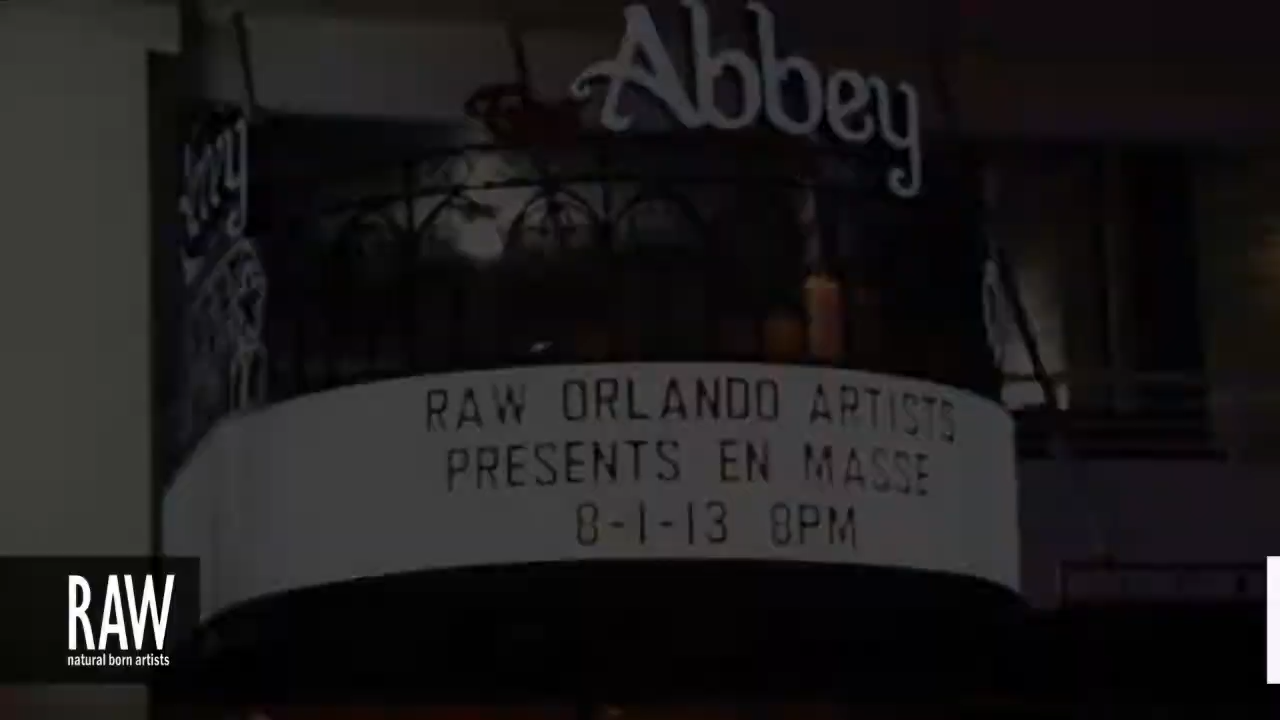 Abbey
RAW ORLANDO ARTISTS
PRESENTS EN MASSE
8-1-13 8PM
RAW
natural born artists